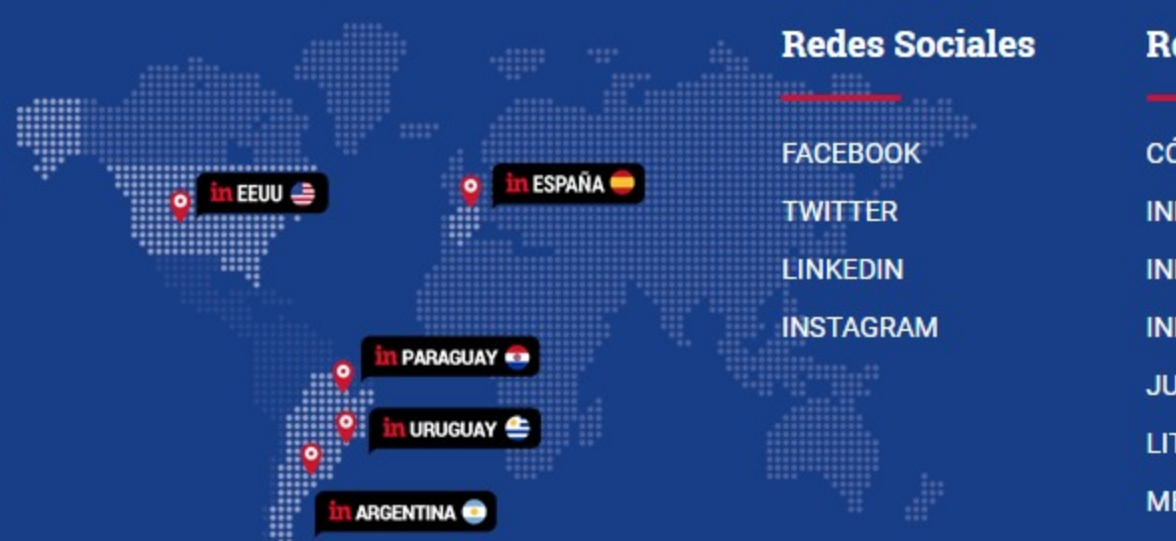 Redes Sociales
FACEBOOK
TWITTER
LINKEDIN
INSTAGRAM
in EEUU
in ESPAÑA
in PARAGUAY
in URUGUAY
in ARGENTINA